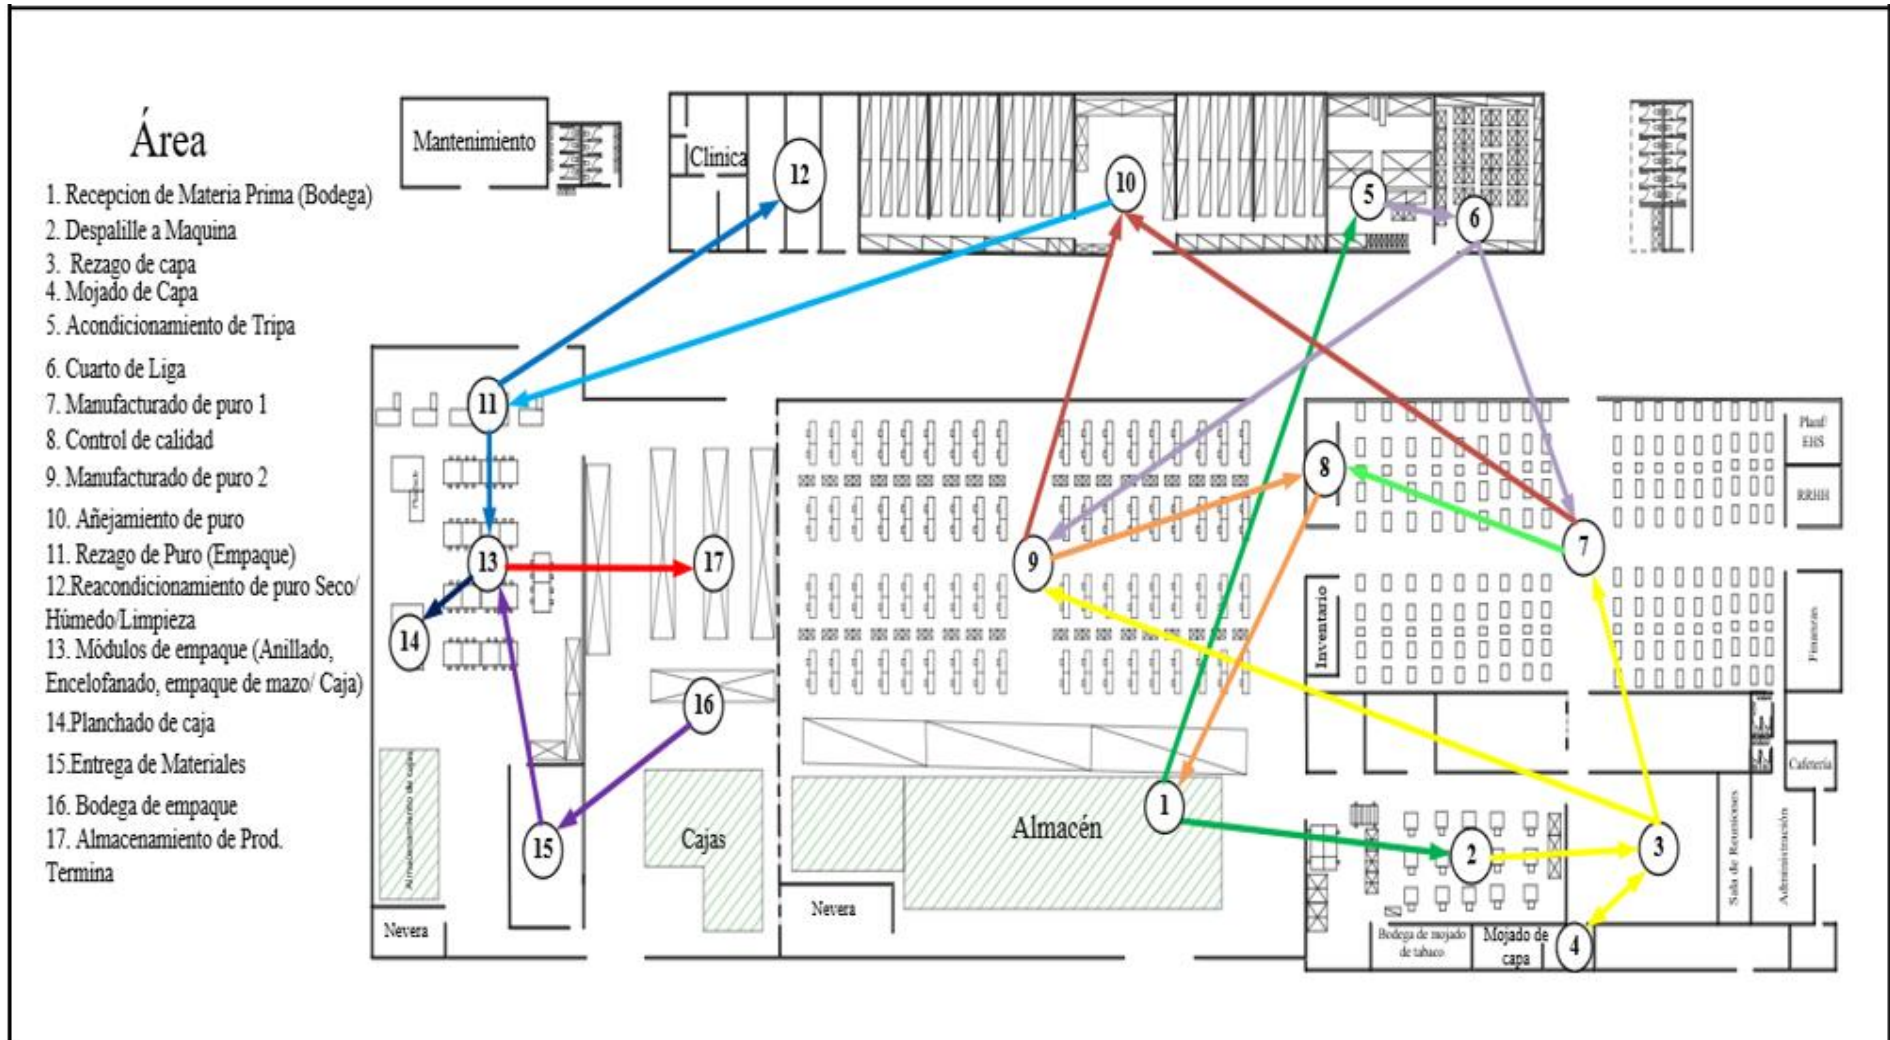 Área
1. Recepcion de Materia Prima (Bodega)
2. Despalille a Maquina
3. Rezago de capa
4. Mojado de Capa
5. Acondicionamiento de Tripa
6. Cuarto de Liga
7. Manufacturado de puro 1
8. Control de calidad
9. Manufacturado de puro 2
10. Añejamiento de puro
11. Rezago de Puro (Empaque)
12.Reacondicionamiento de puro Seco/
Húmedo/Limpieza
13. Módulos de empaque (Anillado,
Encelofanado, empaque de mazo/ Caja)
14.Planchado de caja
15.Entrega de Materiales
16. Bodega de empaque
17. Almacenamiento de Prod.
Termina
Mantenimiento
Clinica
12
10
5
6
11
Planf/
EHS
8
RRHH
13
17
9
7
Inventario
Finanzas
14
16
Cafetería
Almacenamiento de cajas
1
Almacén
Cajas
15
2
3
Sala de Reuniones
Administración
Nevera
Nevera
Bodega de mojado
de tabaco
Mojado de
capa
4